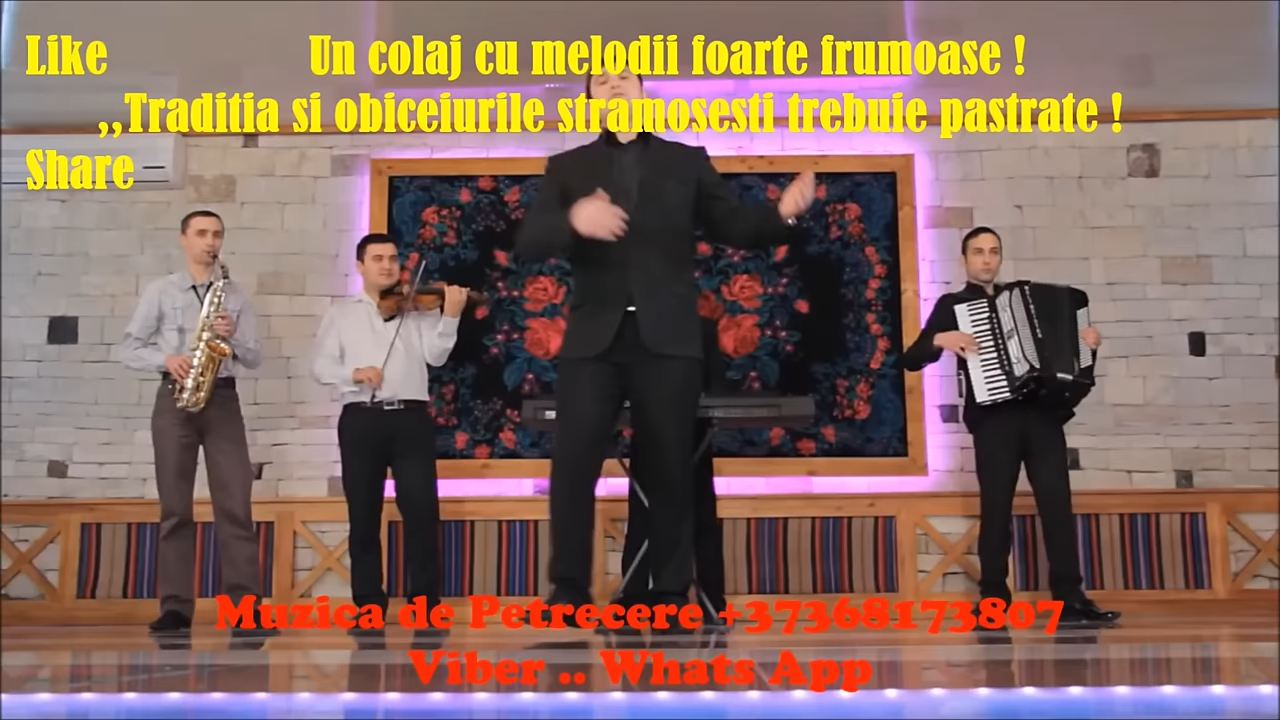 Like Un colaj cu melodii foarte frumoase !
,,Traditia si obiceiurile stramosesti trebuie pastrate !
Share
Muzica de Petrecere +37368173807
Viber .. Whats App